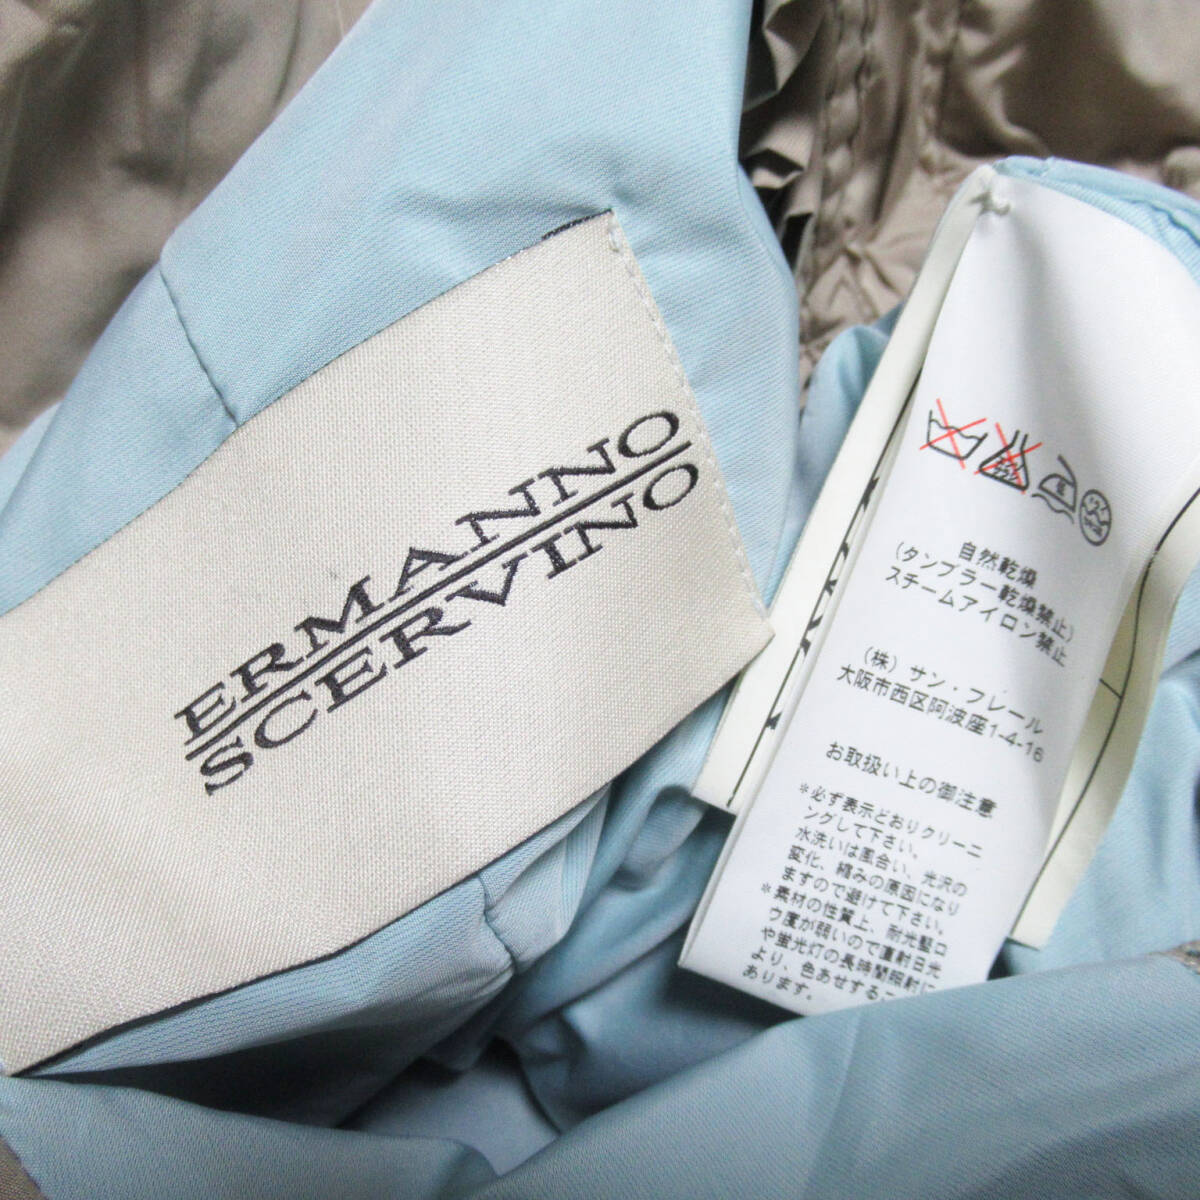 ERMANNO
SCERVINO
自然乾燥
(タンブラー乾燥禁止)
スチームアイロン禁止
(株) サン・フレール
大阪市西区阿波座1-4-16
お取扱い上の御注意
*必ず表示どおりクリーニ
ングして下さい。
水洗いは風合い、光沢の
変化、縮みの原因になり
ますので避けて下さい。
*素材の性質上、耐光堅ロ
ウ度が弱いので直射日光
や蛍光灯の長時間照射に
より、色あせするこ
あります。